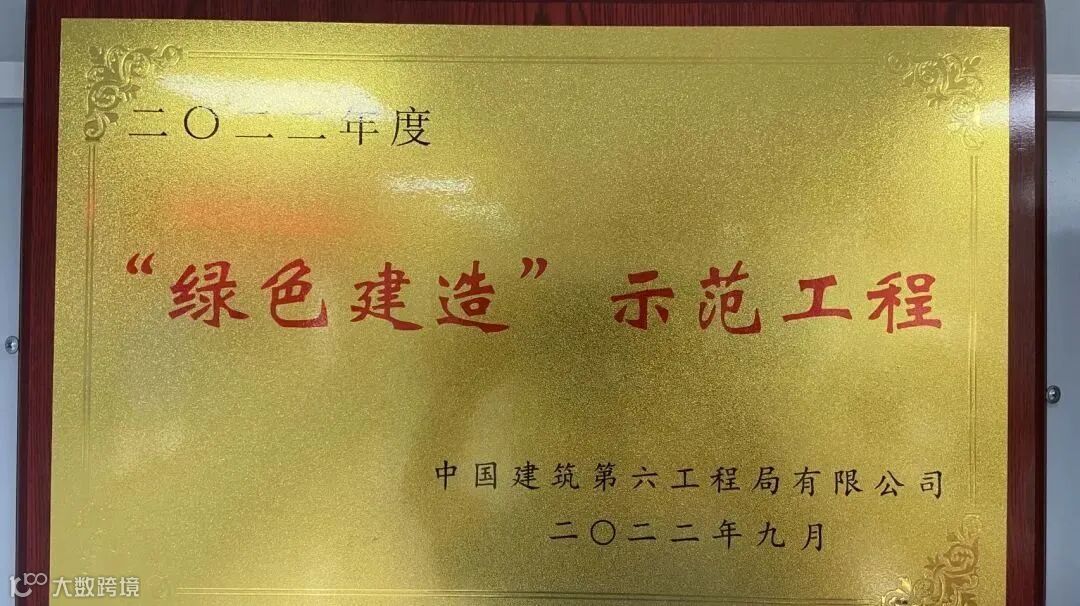 二〇二二年度
“绿色建造”示范工程
中国建筑第六工程局有限公司
二〇二二年九月
大数跨境